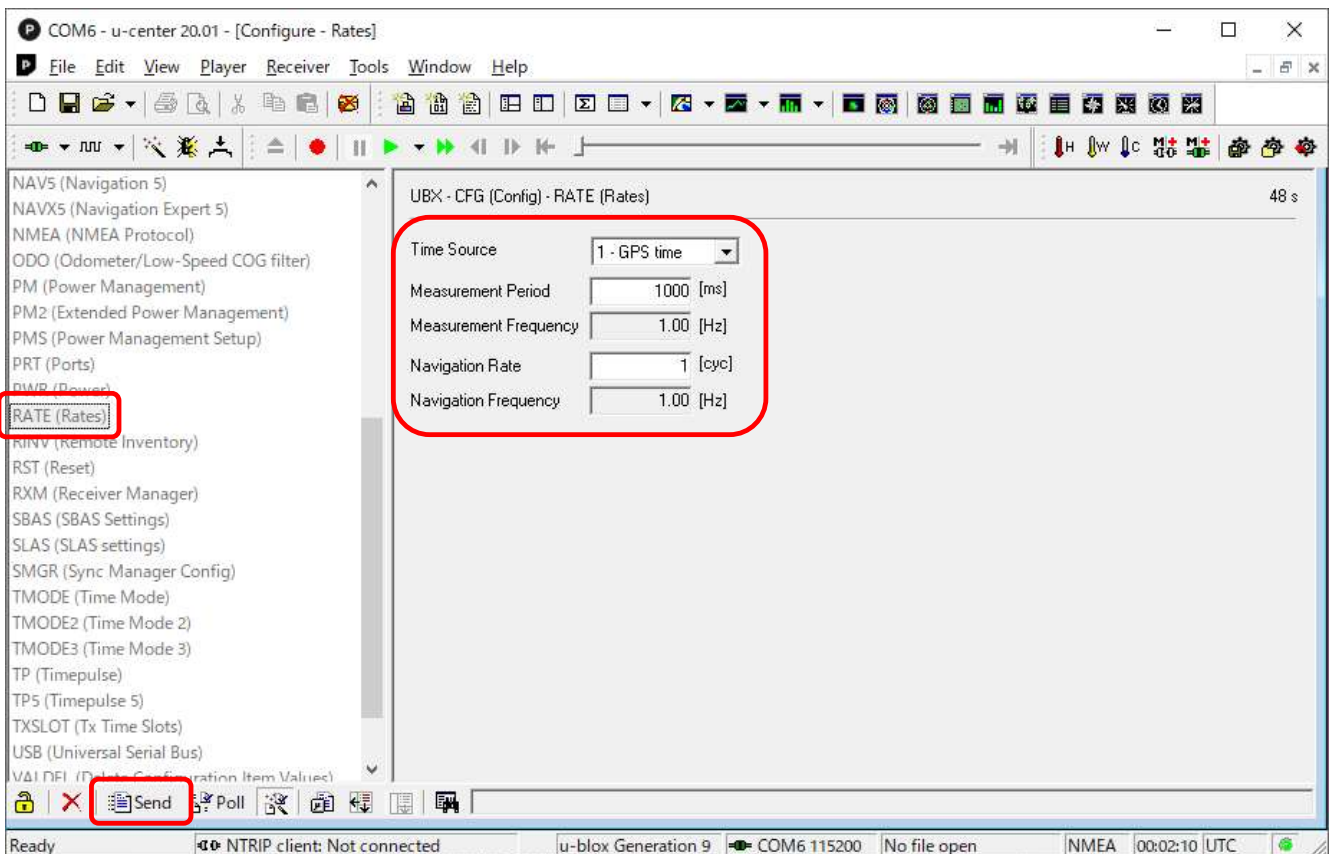 COM6 - u-center 20.01 - [Configure - Rates]
File Edit View Player Receiver Tools Window Help
H W C
NAV5 (Navigation 5)
NAVX5 (Navigation Expert 5)
NMEA (NMEA Protocol)
ODO (Odometer/Low-Speed COG filter)
PM (Power Management)
PM2 (Extended Power Management)
PMS (Power Management Setup)
PRT (Ports)
PWR (Power)
RATE (Rates)
RINV (Remote Inventory)
RST (Reset)
RXM (Receiver Manager)
SBAS (SBAS Settings)
SLAS (SLAS settings)
SMGR (Sync Manager Config)
TMODE (Time Mode)
TMODE2 (Time Mode 2)
TMODE3 (Time Mode 3)
TP (Timepulse)
TP5 (Timepulse 5)
TXSLOT (Tx Time Slots)
USB (Universal Serial Bus)
VALDEL (Delete Configuration Item Values)
UBX - CFG (Config) - RATE (Rates) 48 s
Time Source 1 - GPS time
Measurement Period 1000 [ms]
Measurement Frequency 1.00 [Hz]
Navigation Rate 1 [cyc]
Navigation Frequency 1.00 [Hz]
Send Poll
Ready NTRIP client: Not connected u-blox Generation 9 COM6 115200 No file open NMEA 00:02:10 UTC